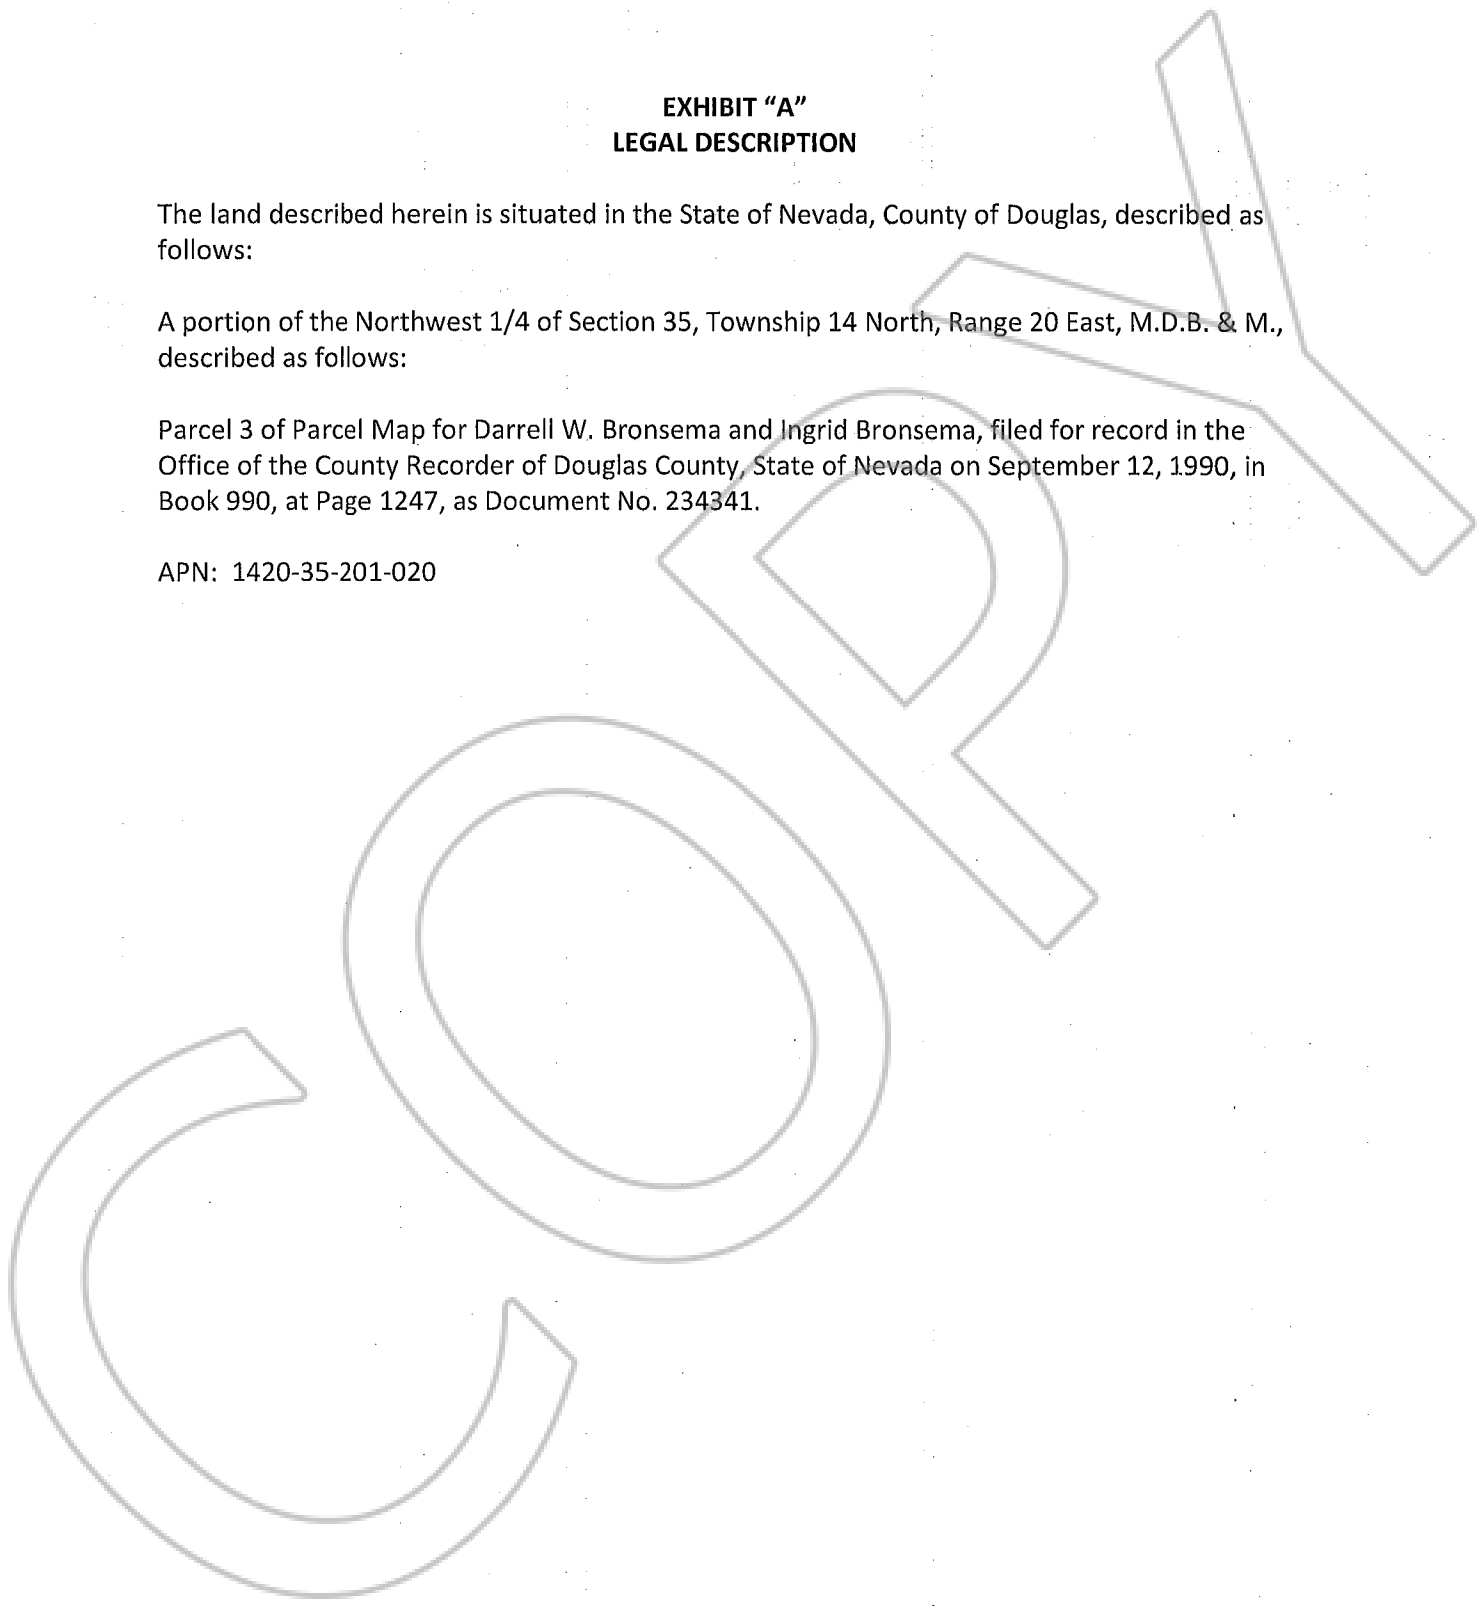 EXHIBIT “A”
LEGAL DESCRIPTION
The land described herein is situated in the State of Nevada, County of Douglas, described as
follows:
A portion of the Northwest 1/4 of Section 35, Township 14 North, Range 20 East, M.D.B. & M.,
described as follows:
Parcel 3 of Parcel Map for Darrell W. Bronsema and Ingrid Bronsema, filed for record in the
Office of the County Recorder of Douglas County, State of Nevada on September 12, 1990, in
Book 990, at Page 1247, as Document No. 234341.
APN: 1420-35-201-020
COPY